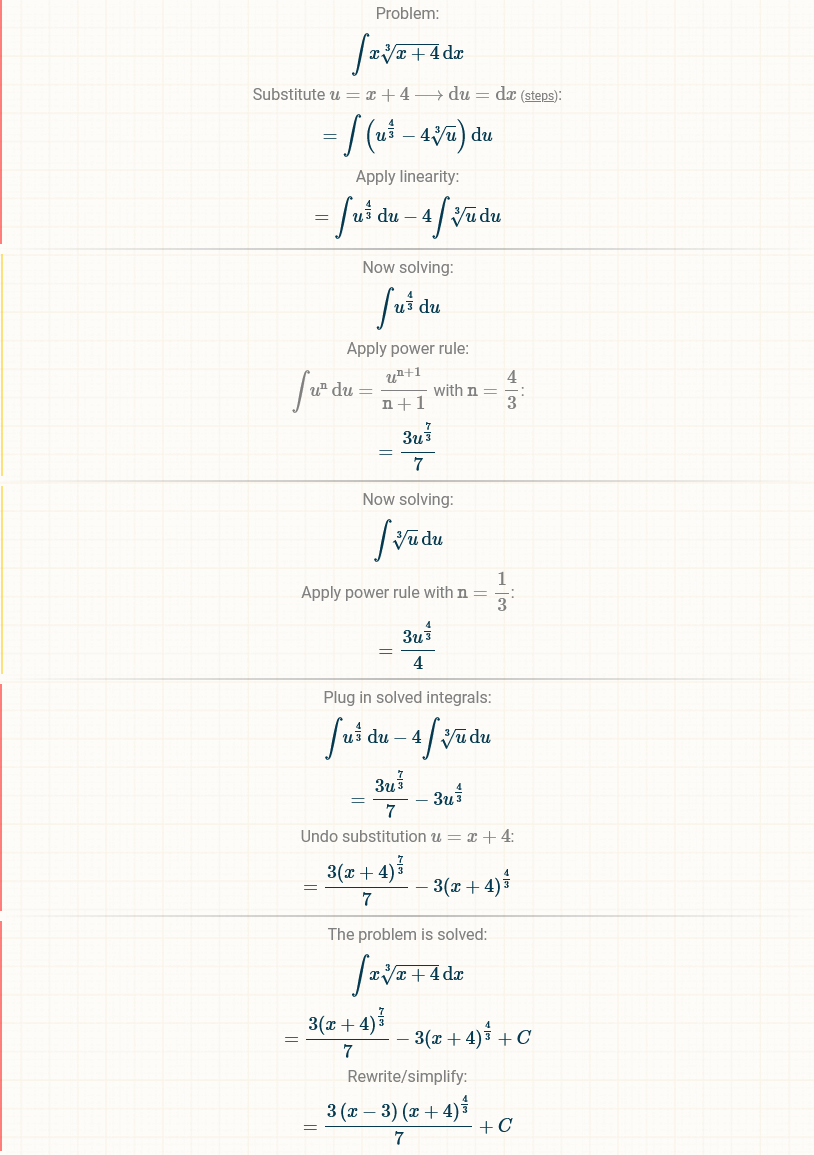 Problem:
∫ x∛(x + 4) dx
Substitute u = x + 4 ⟶ du = dx (steps):
= ∫ (u^(4/3) − 4∛u) du
Apply linearity:
= ∫ u^(4/3) du − 4 ∫ ∛u du
Now solving:
∫ u^(4/3) du
Apply power rule:
∫ u^n du = u^(n+1)/(n + 1) with n = 4/3:
= 3u^(7/3)/7
Now solving:
∫ ∛u du
Apply power rule with n = 1/3:
= 3u^(4/3)/4
Plug in solved integrals:
∫ u^(4/3) du − 4 ∫ ∛u du
= 3u^(7/3)/7 − 3u^(4/3)
Undo substitution u = x + 4:
= 3(x + 4)^(7/3)/7 − 3(x + 4)^(4/3)
The problem is solved:
∫ x∛(x + 4) dx
= 3(x + 4)^(7/3)/7 − 3(x + 4)^(4/3) + C
Rewrite/simplify:
= 3 (x − 3) (x + 4)^(4/3)/7 + C